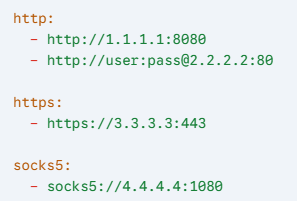 http:
  - http://1.1.1.1:8080
  - http://user:pass@2.2.2.2:80

https:
  - https://3.3.3.3:443

socks5:
  - socks5://4.4.4.4:1080